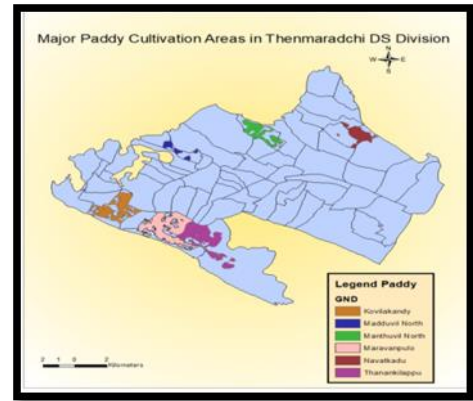 Major Paddy Cultivation Areas in Thenmaradchi DS Division
N
W E
S
Legend Paddy
GND
Kovilakandy
Madduvil North
Manthuvil North
Maravanpulo
Navatkadu
Thanankilappu
2 1 0 2
Kilometers